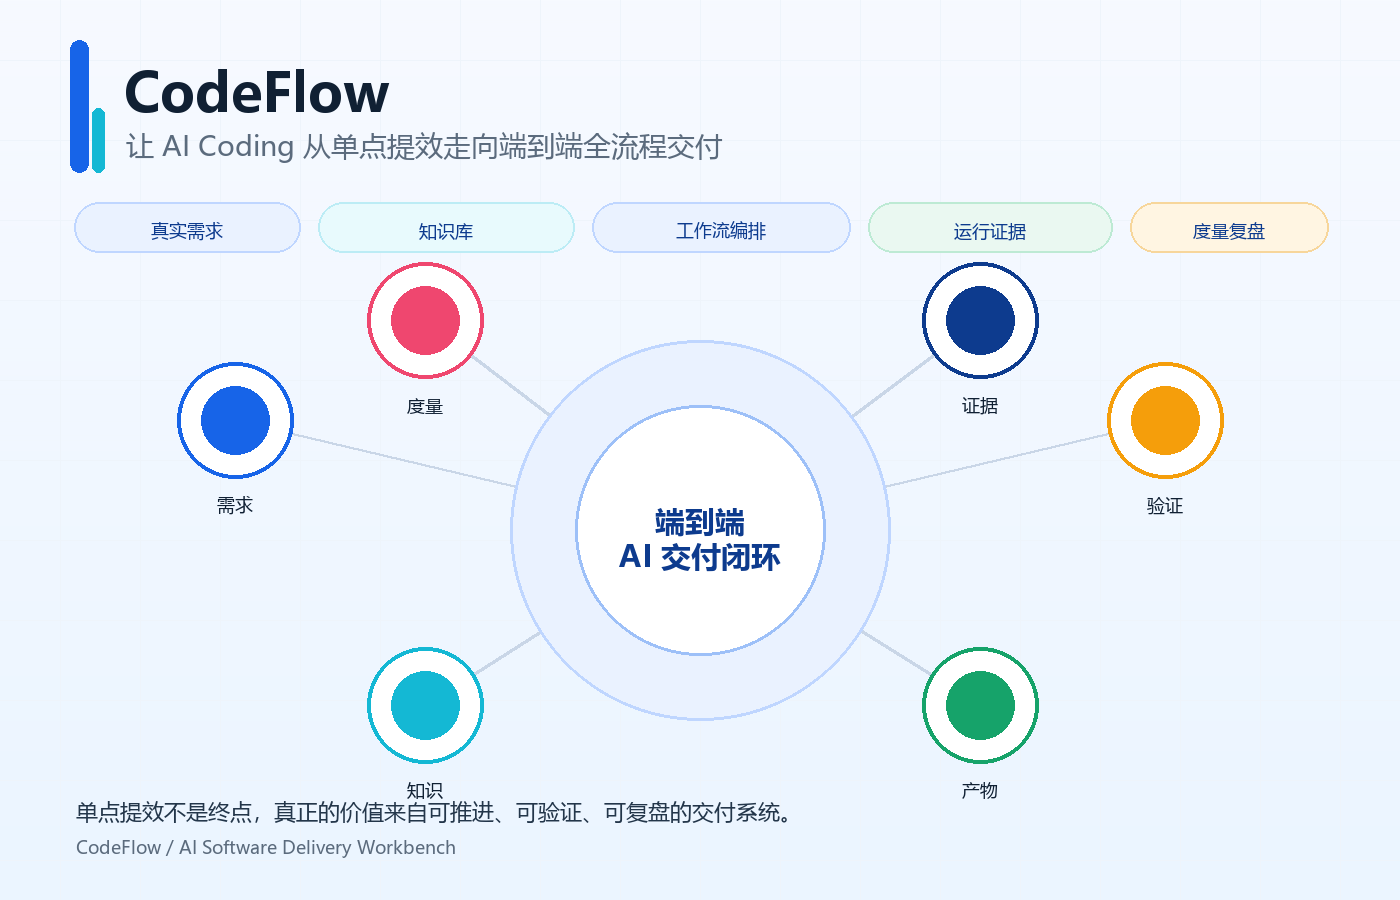 CodeFlow
让 AI Coding 从单点提效走向端到端全流程交付
真实需求
知识库
工作流编排
运行证据
度量复盘
度量
证据
需求
验证
端到端
AI 交付闭环
知识
产物
单点提效不是终点，真正的价值来自可推进、可验证、可复盘的交付系统。
CodeFlow / AI Software Delivery Workbench